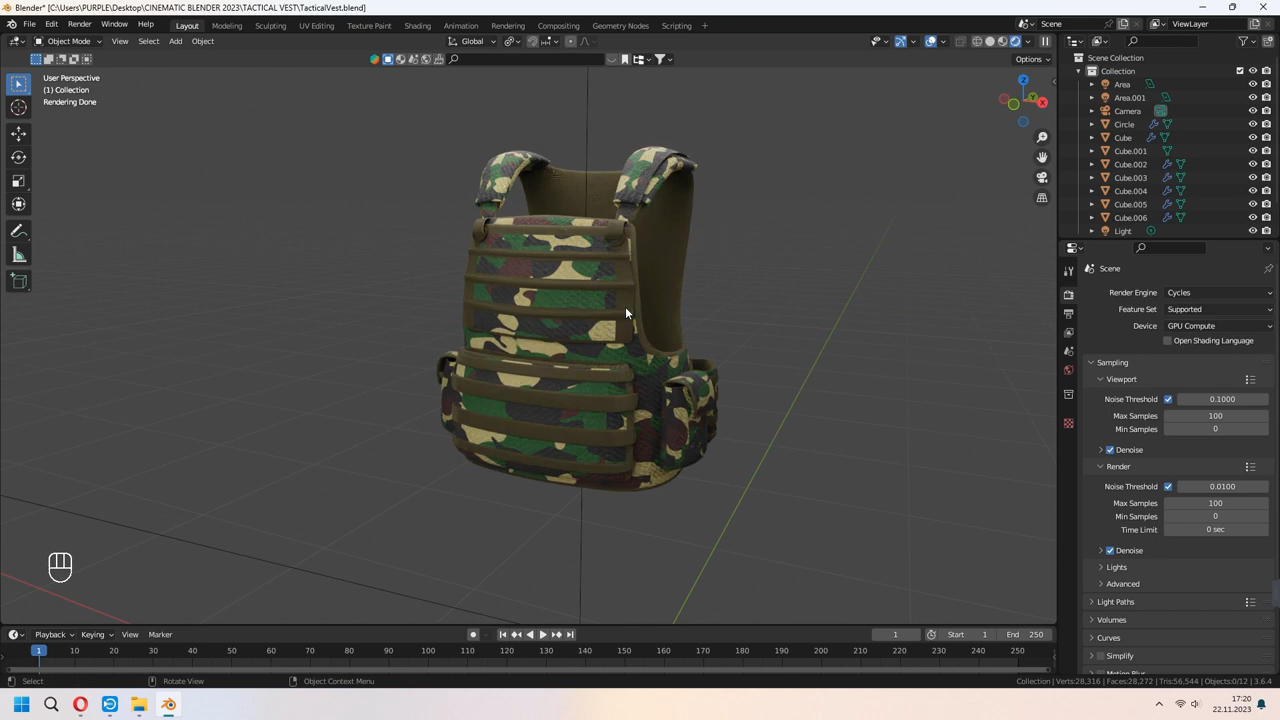 Blender* [C:\Users\PURPLE\Desktop\CINEMATIC BLENDER 2023\TACTICAL VEST\TacticalVest.blend]
File Edit Render Window Help Layout Modeling Sculpting UV Editing Texture Paint Shading Animation Rendering Compositing Geometry Nodes Scripting + Scene ViewLayer
Object Mode View Select Add Object Global
Options
User Perspective
(1) Collection
Rendering Done
Z
Y
X
Scene Collection
Collection
Area
Area.001
Camera
Circle
Cube
Cube.001
Cube.002
Cube.003
Cube.004
Cube.005
Cube.006
Light
Scene
Render Engine Cycles
Feature Set Supported
Device GPU Compute
Open Shading Language
Sampling
Viewport
Noise Threshold 0.1000
Max Samples 100
Min Samples 0
Denoise
Render
Noise Threshold 0.0100
Max Samples 100
Min Samples 0
Time Limit 0 sec
Denoise
Lights
Advanced
Light Paths
Volumes
Curves
Simplify
Motion Blur
Playback Keying View Marker 1 Start 1 End 250
1 10 20 30 40 50 60 70 80 90 100 110 120 130 140 150 160 170 180 190 200 210 220 230 240 250
Select Rotate View Object Context Menu Collection | Verts:28,316 | Faces:28,272 | Tris:56,544 | Objects:0/12 | 3.6.4
17:20
22.11.2023